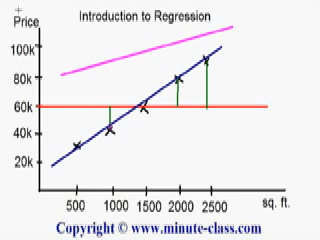 Introduction to Regression
Price
100k
80k
60k
40k
20k
500 1000 1500 2000 2500 sq. ft.
Copyright © www.minute-class.com